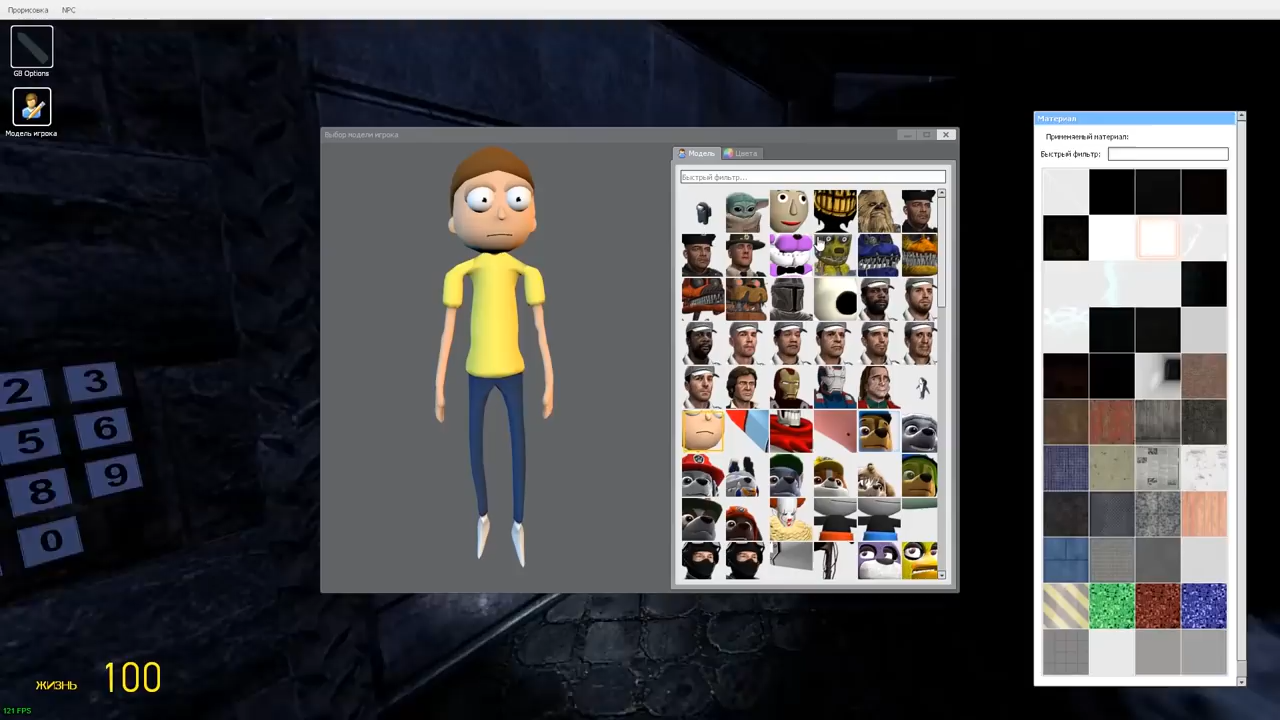 Прорисовка NPC
GB Options
Модель игрока
Выбор модели игрока
Модель Цвета
Быстрый фильтр...
Материал
Применяемый материал:
Быстрый фильтр:
2 3
5 6
8 9
0
ЖИЗНЬ 100
121 FPS